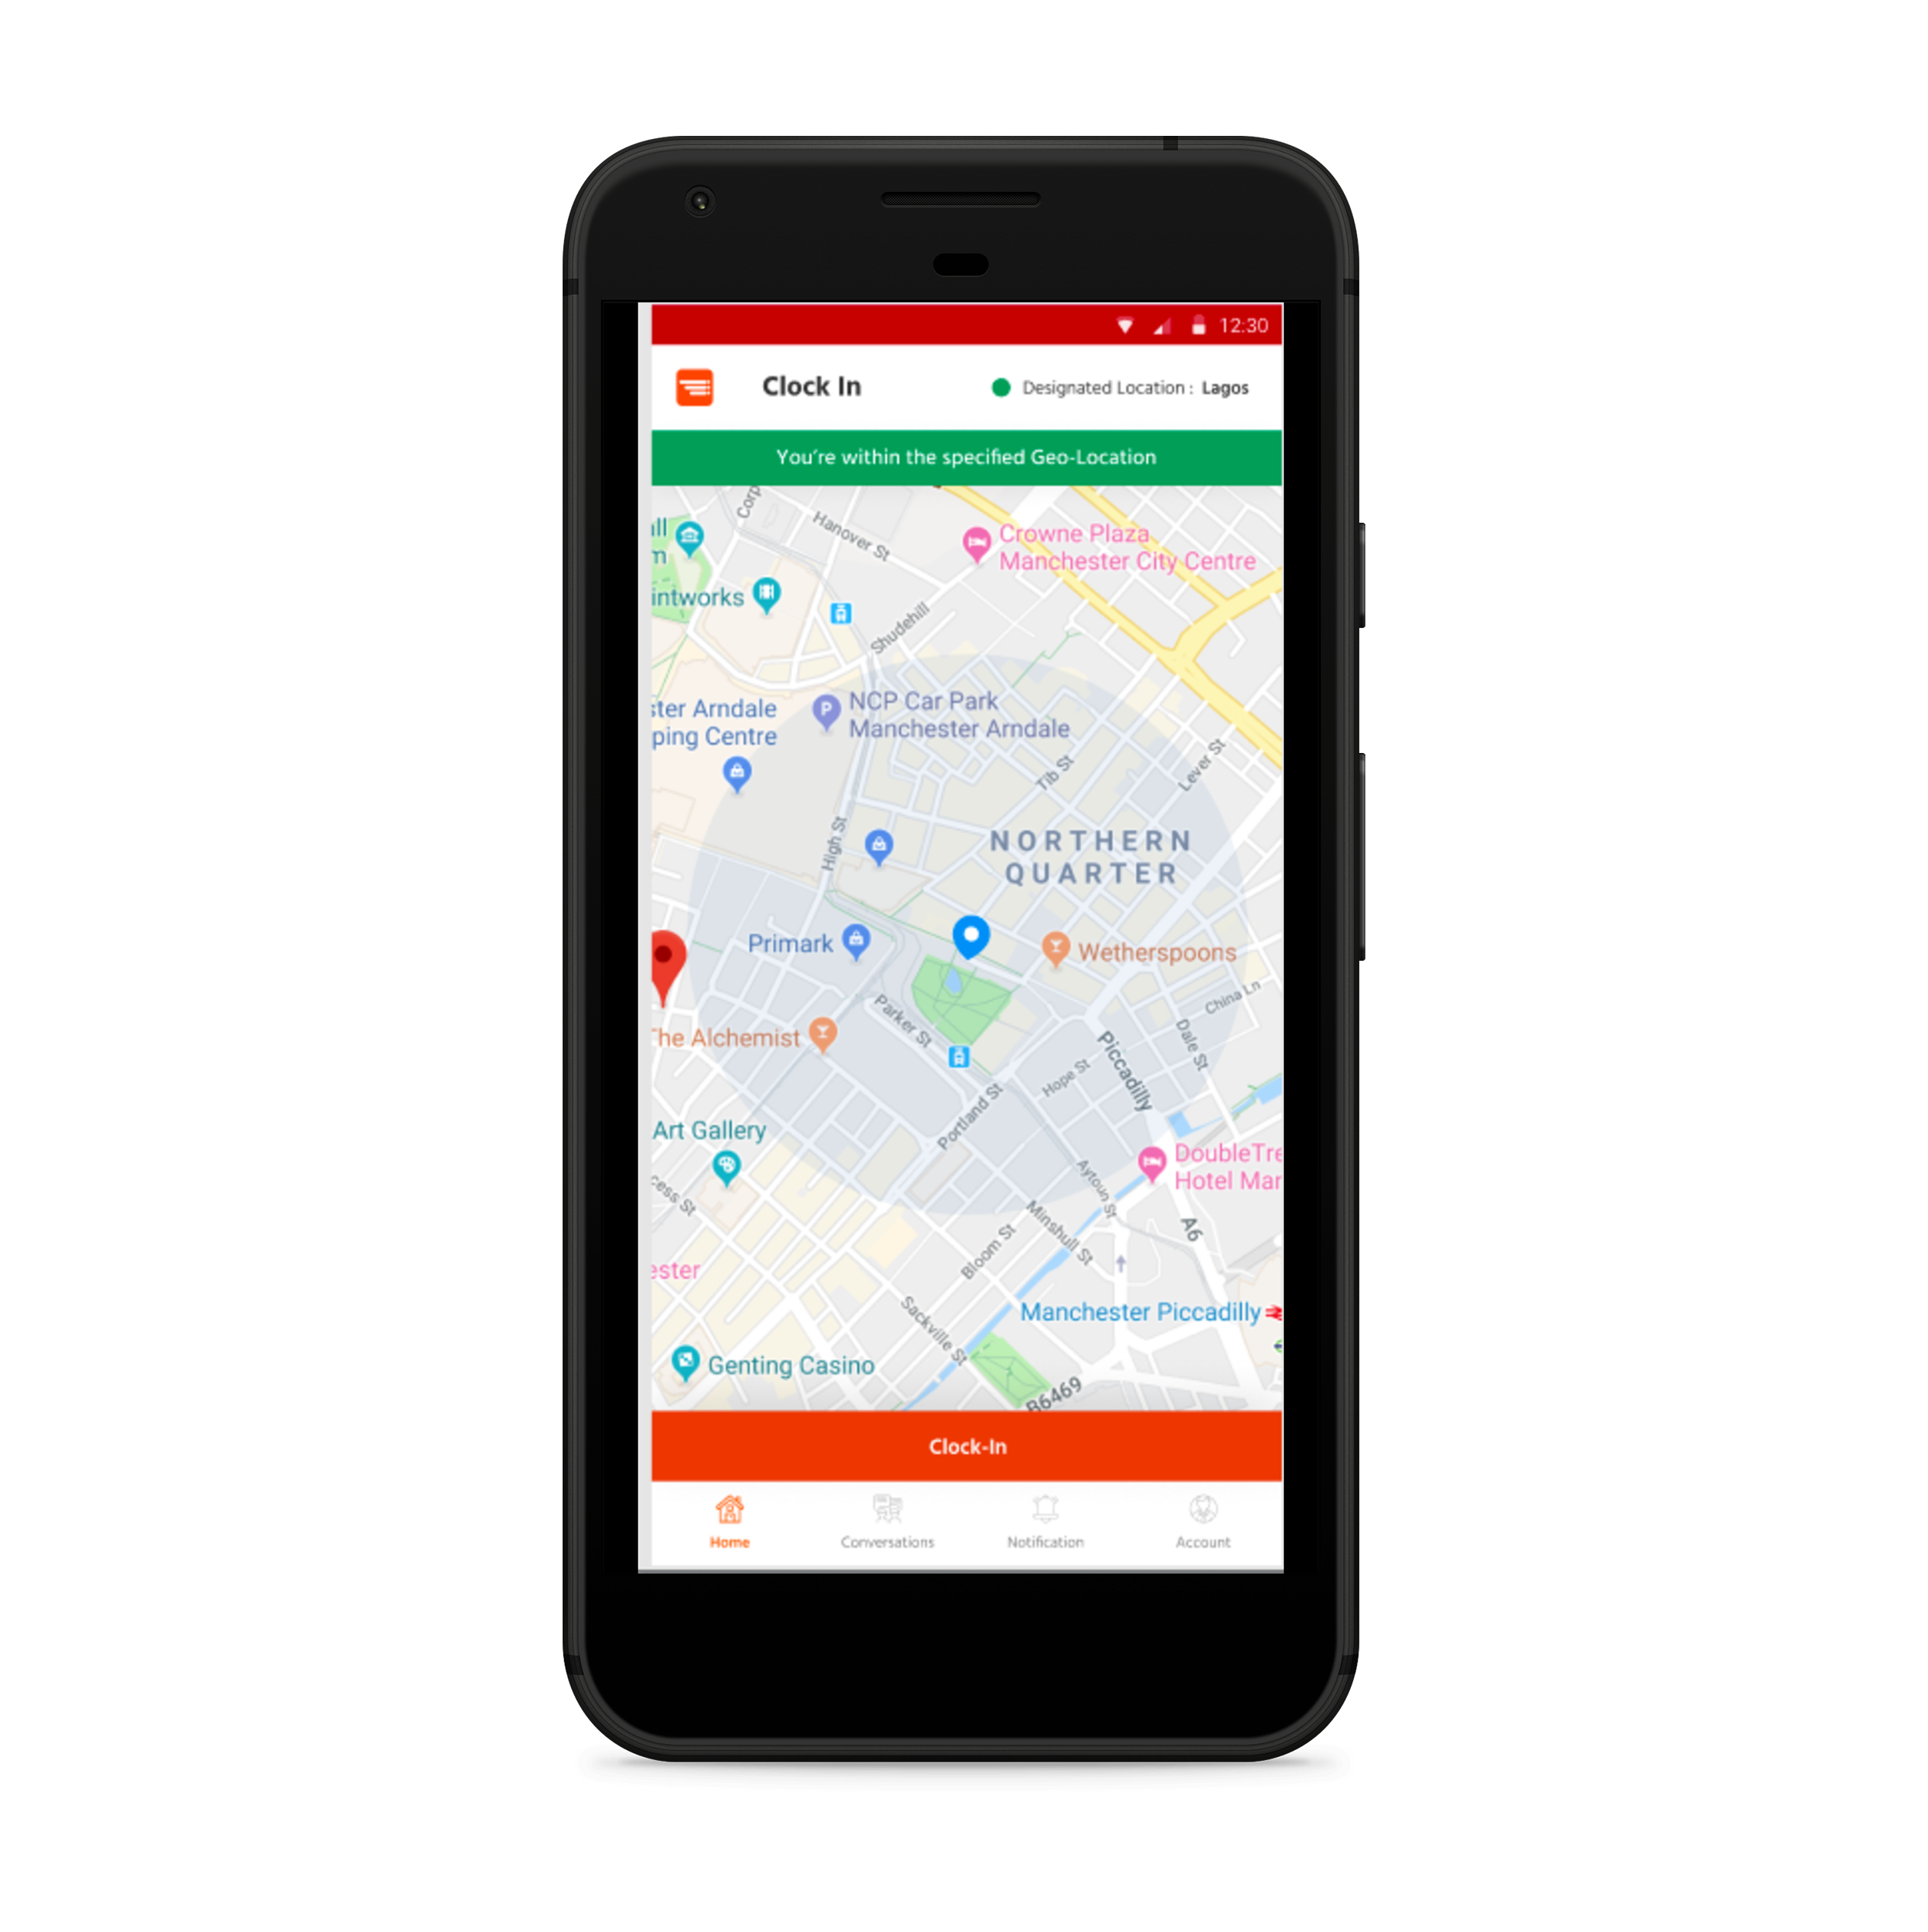 12:30
Clock In
Designated Location : Lagos
You're within the specified Geo-Location
Corp
Hanover St
Crowne Plaza
Manchester City Centre
all
m
intworks
Shudehill
ster Arndale
ping Centre
NCP Car Park
Manchester Arndale
P
Tib St
Lever St
High St
NORTHERN
QUARTER
Primark
Wetherspoons
China Ln
Parker St
The Alchemist
Dale St
Piccadilly
Hope St
Portland St
Art Gallery
DoubleTre
Hotel Mar
Aytoun St
cess St
Minshull St
A6
Bloom St
ester
Manchester Piccadilly
Sackville St
Genting Casino
B6469
Clock-In
Home
Conversations
Notification
Account